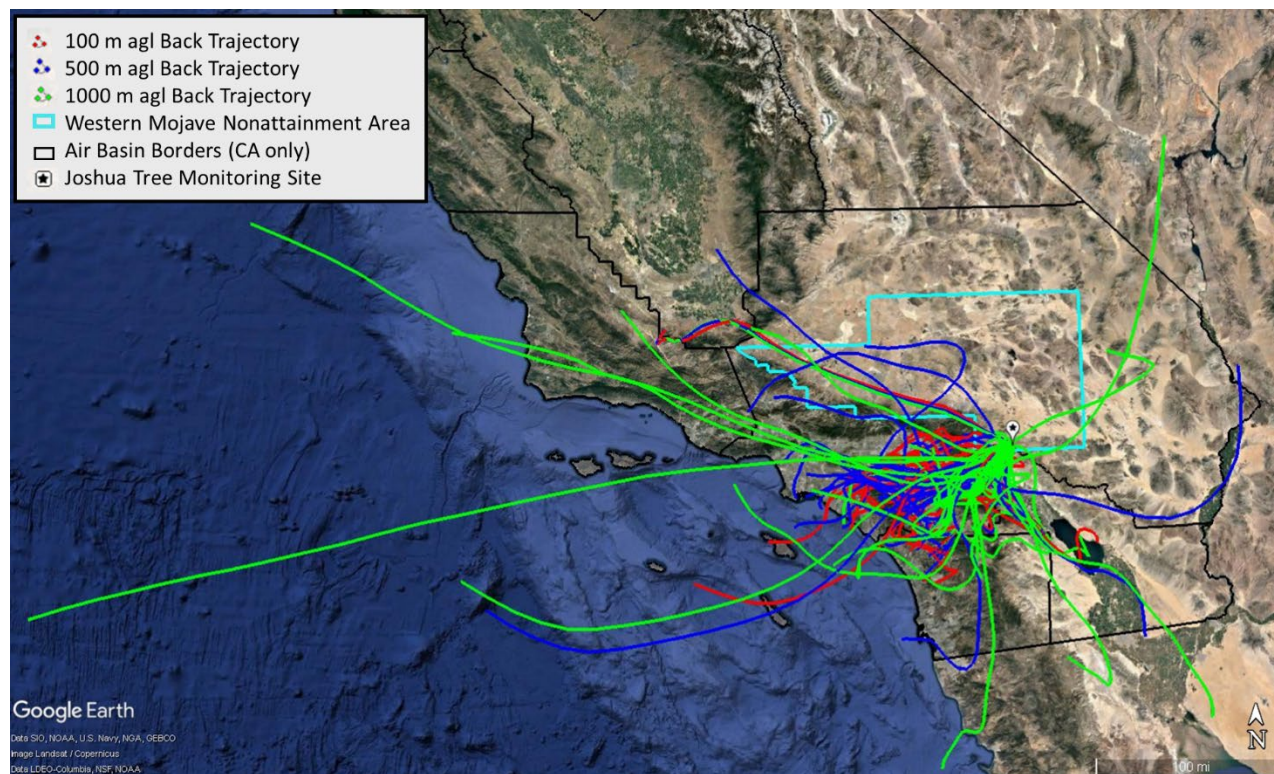 100 m agl Back Trajectory
500 m agl Back Trajectory
1000 m agl Back Trajectory
Western Mojave Nonattainment Area
Air Basin Borders (CA only)
Joshua Tree Monitoring Site
Google Earth
Data SIO, NOAA, U.S. Navy, NGA, GEBCO
Image Landsat / Copernicus
Data LDEO-Columbia, NSF, NOAA
N
00 mi